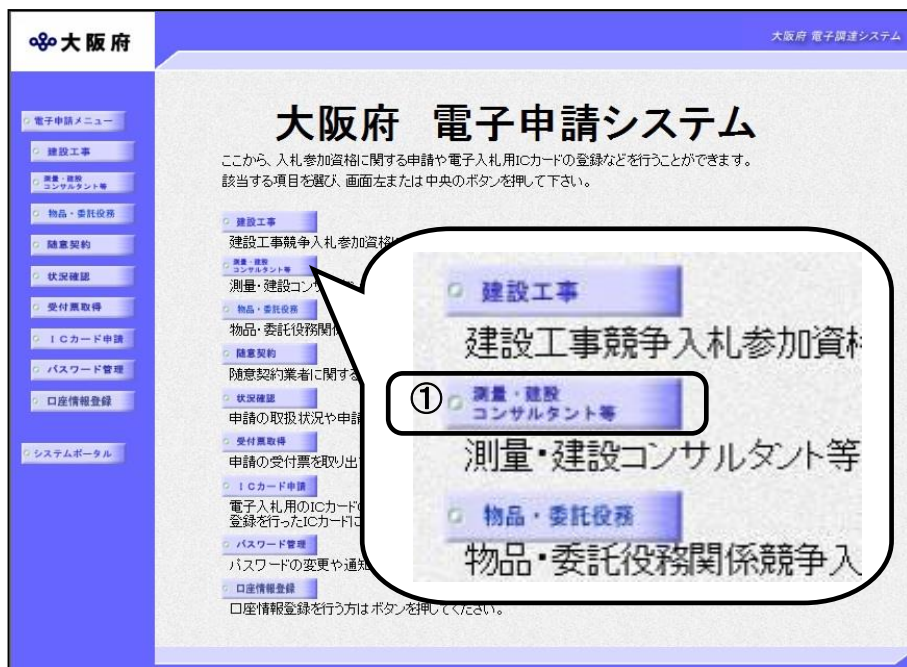 大阪府
大阪府 電子調達システム
電子申請メニュー
建設工事
測量・建設
コンサルタント等
物品・委託役務
随意契約
状況確認
受付票取得
ICカード申請
パスワード管理
口座情報登録
システムポータル
大阪府 電子申請システム
ここから、入札参加資格に関する申請や電子入札用ICカードの登録などを行うことができます。
該当する項目を選び、画面左または中央のボタンを押して下さい。
建設工事
建設工事競争入札参加資格
測量・建設
コンサルタント等
測量・建設コン
物品・委託役務
物品・委託役務関係
随意契約
随意契約業者に関する
状況確認
申請の取扱状況や申請
受付票取得
申請の受付票を取り出
ICカード申請
電子入札用のICカードの
登録を行ったICカードに
パスワード管理
パスワードの変更や通知
口座情報登録
口座情報登録を行う方はボタンを押してください。
建設工事
建設工事競争入札参加資格
①
測量・建設
コンサルタント等
測量・建設コンサルタント等
物品・委託役務
物品・委託役務関係競争入